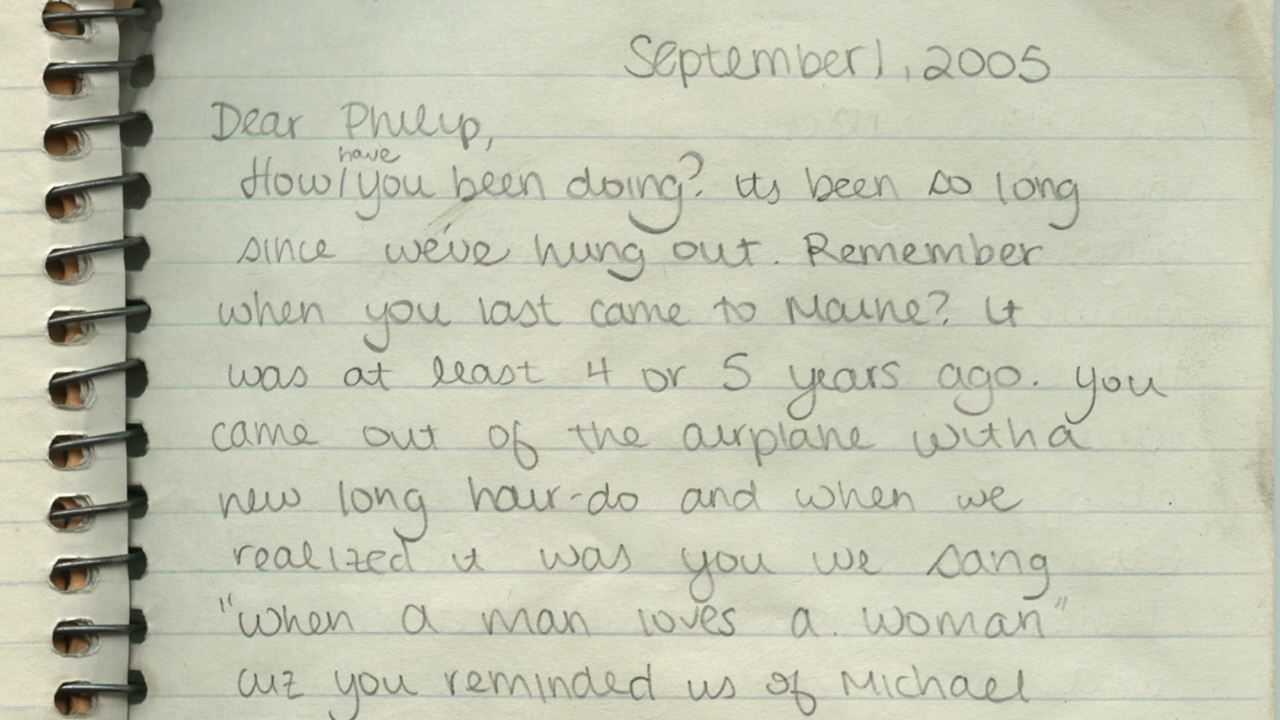 September 1, 2005
Dear Philip,
have
How / you been doing? Its been so long
since we've hung out. Remember
when you last came to Maine? It
was at least 4 or 5 years ago. you
came out of the airplane with a
new long hair-do and when we
realized it was you we sang
"when a man loves a woman"
cuz you reminded us of Michael